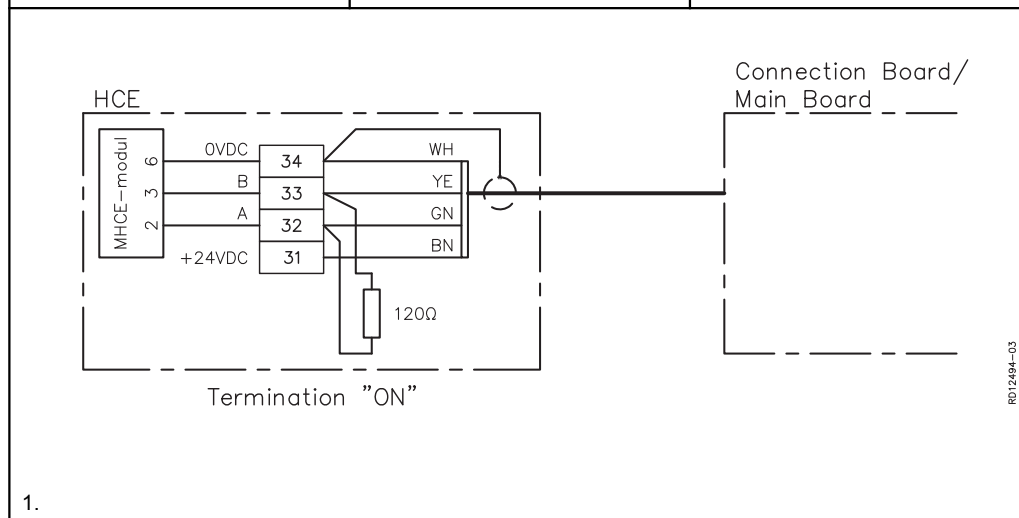 Connection Board/
Main Board
HCE
MHCE-modul
6
3
2
0VDC
B
A
+24VDC
34
33
32
31
WH
YE
GN
BN
120Ω
Termination "ON"
RD12494-03
1.